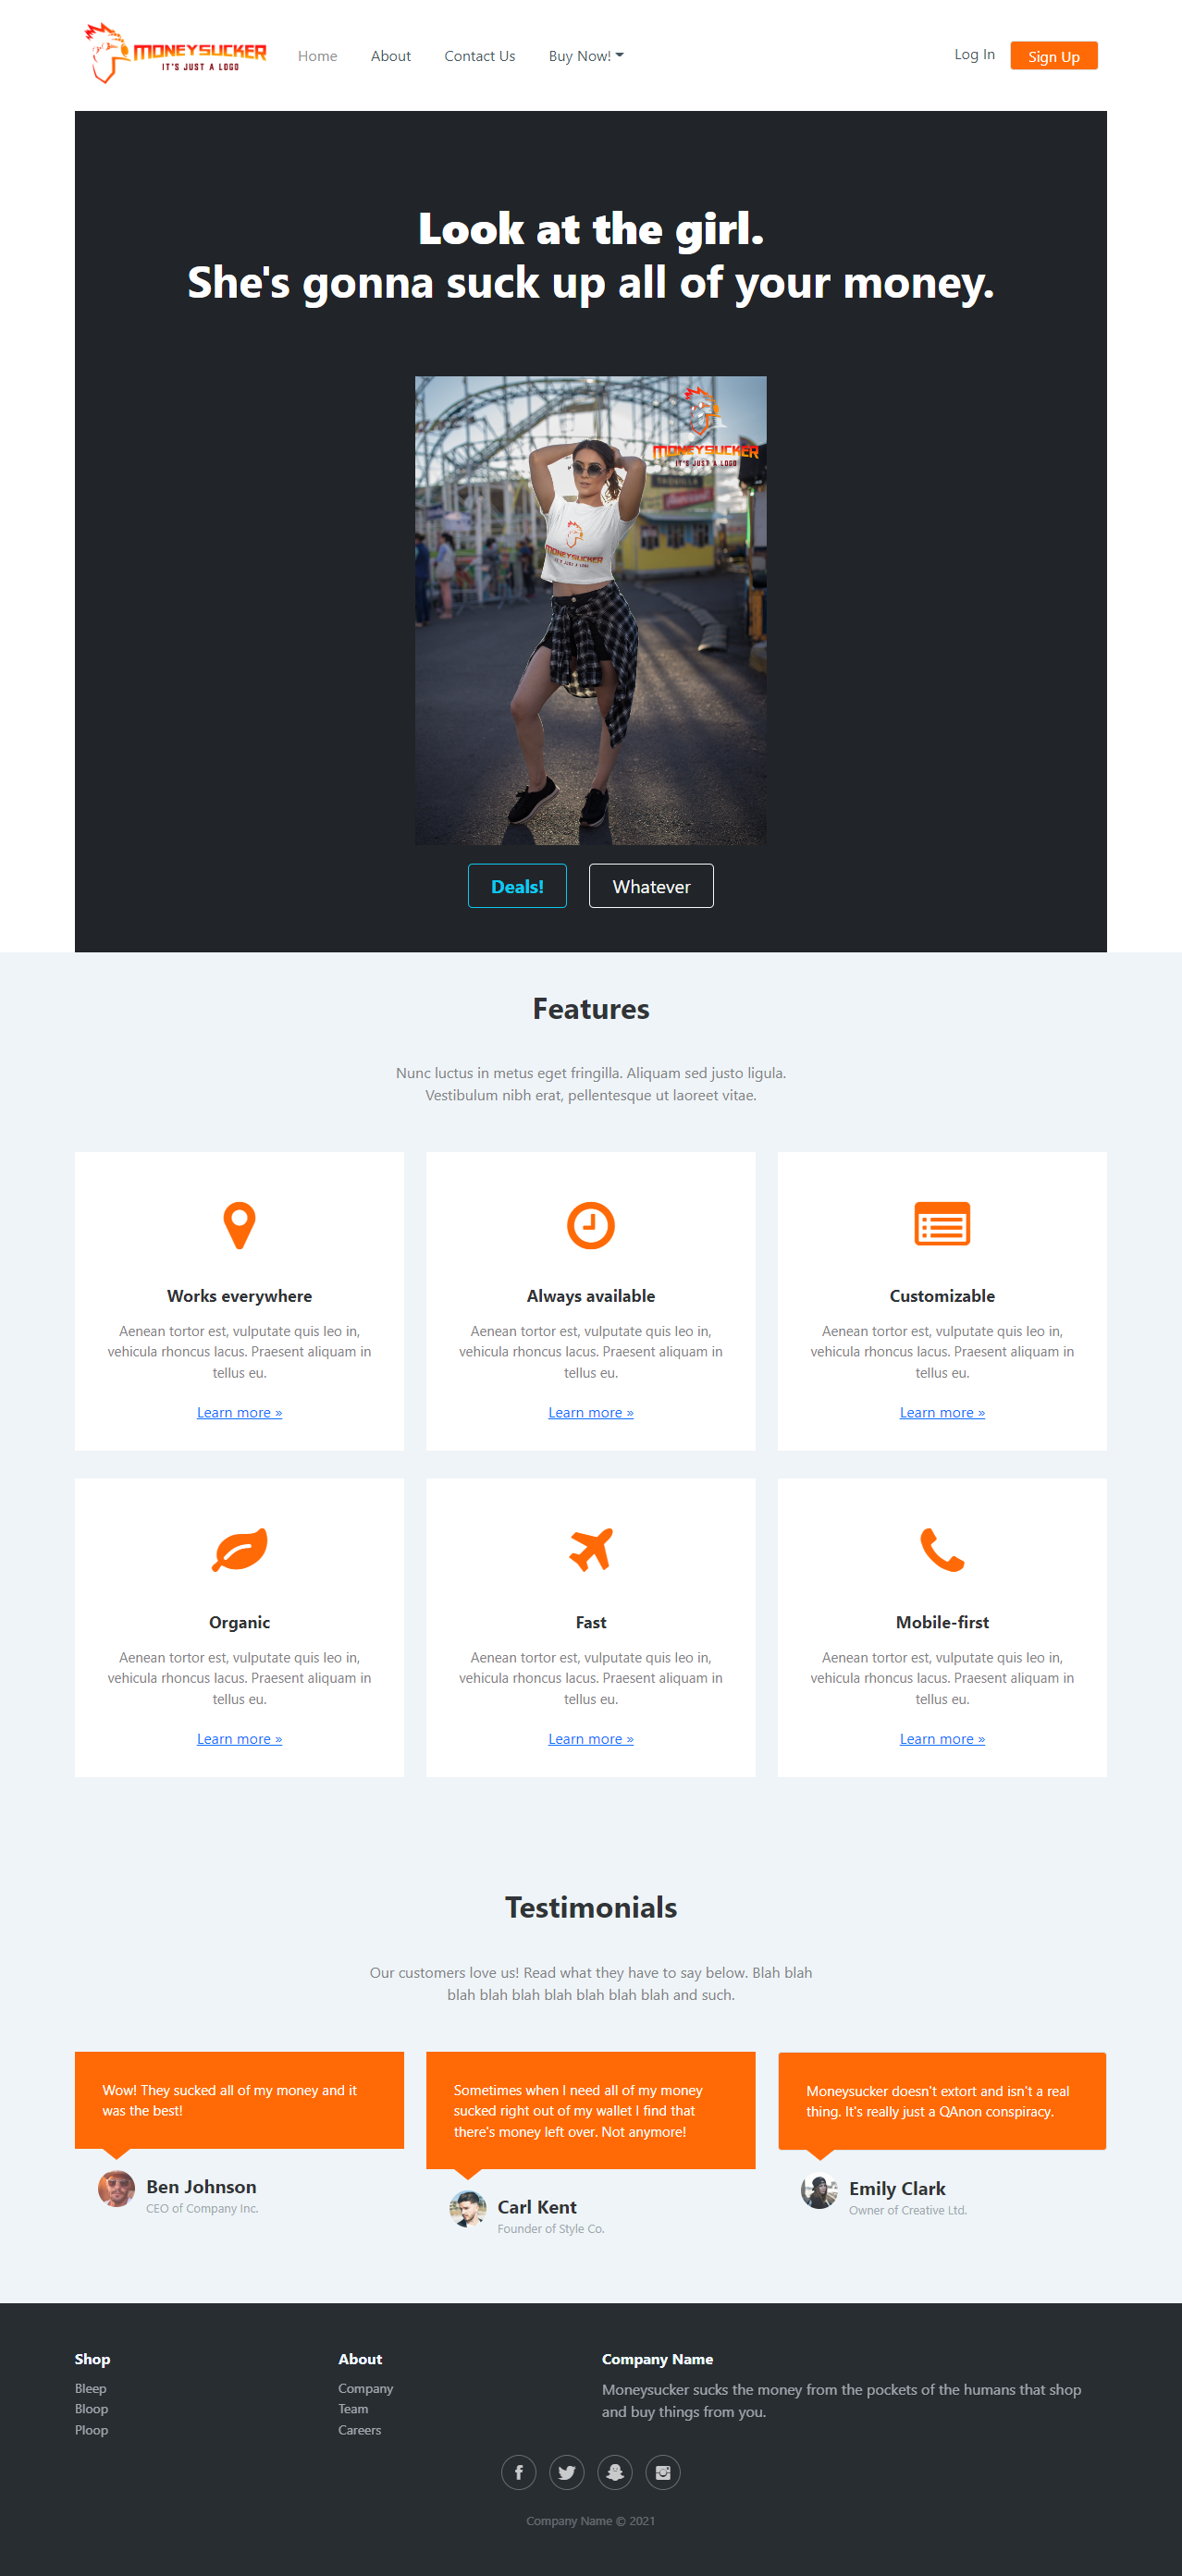 MONEYSUCKER
IT'S JUST A LOGO
Home
About
Contact Us
Buy Now!
Log In
Sign Up
Look at the girl.
She's gonna suck up all of your money.
MONEYSUCKER
IT'S JUST A LOGO
MONEYSUCKER
IT'S JUST A LOGO
Deals!
Whatever
Features
Nunc luctus in metus eget fringilla. Aliquam sed justo ligula.
Vestibulum nibh erat, pellentesque ut laoreet vitae.
Works everywhere
Aenean tortor est, vulputate quis leo in,
vehicula rhoncus lacus. Praesent aliquam in
tellus eu.
Learn more »
Always available
Aenean tortor est, vulputate quis leo in,
vehicula rhoncus lacus. Praesent aliquam in
tellus eu.
Learn more »
Customizable
Aenean tortor est, vulputate quis leo in,
vehicula rhoncus lacus. Praesent aliquam in
tellus eu.
Learn more »
Organic
Aenean tortor est, vulputate quis leo in,
vehicula rhoncus lacus. Praesent aliquam in
tellus eu.
Learn more »
Fast
Aenean tortor est, vulputate quis leo in,
vehicula rhoncus lacus. Praesent aliquam in
tellus eu.
Learn more »
Mobile-first
Aenean tortor est, vulputate quis leo in,
vehicula rhoncus lacus. Praesent aliquam in
tellus eu.
Learn more »
Testimonials
Our customers love us! Read what they have to say below. Blah blah
blah blah blah blah blah blah blah and such.
Wow! They sucked all of my money and it
was the best!
Ben Johnson
CEO of Company Inc.
Sometimes when I need all of my money
sucked right out of my wallet I find that
there's money left over. Not anymore!
Carl Kent
Founder of Style Co.
Moneysucker doesn't extort and isn't a real
thing. It's really just a QAnon conspiracy.
Emily Clark
Owner of Creative Ltd.
Shop
Bleep
Bloop
Ploop
About
Company
Team
Careers
Company Name
Moneysucker sucks the money from the pockets of the humans that shop
and buy things from you.
Company Name © 2021